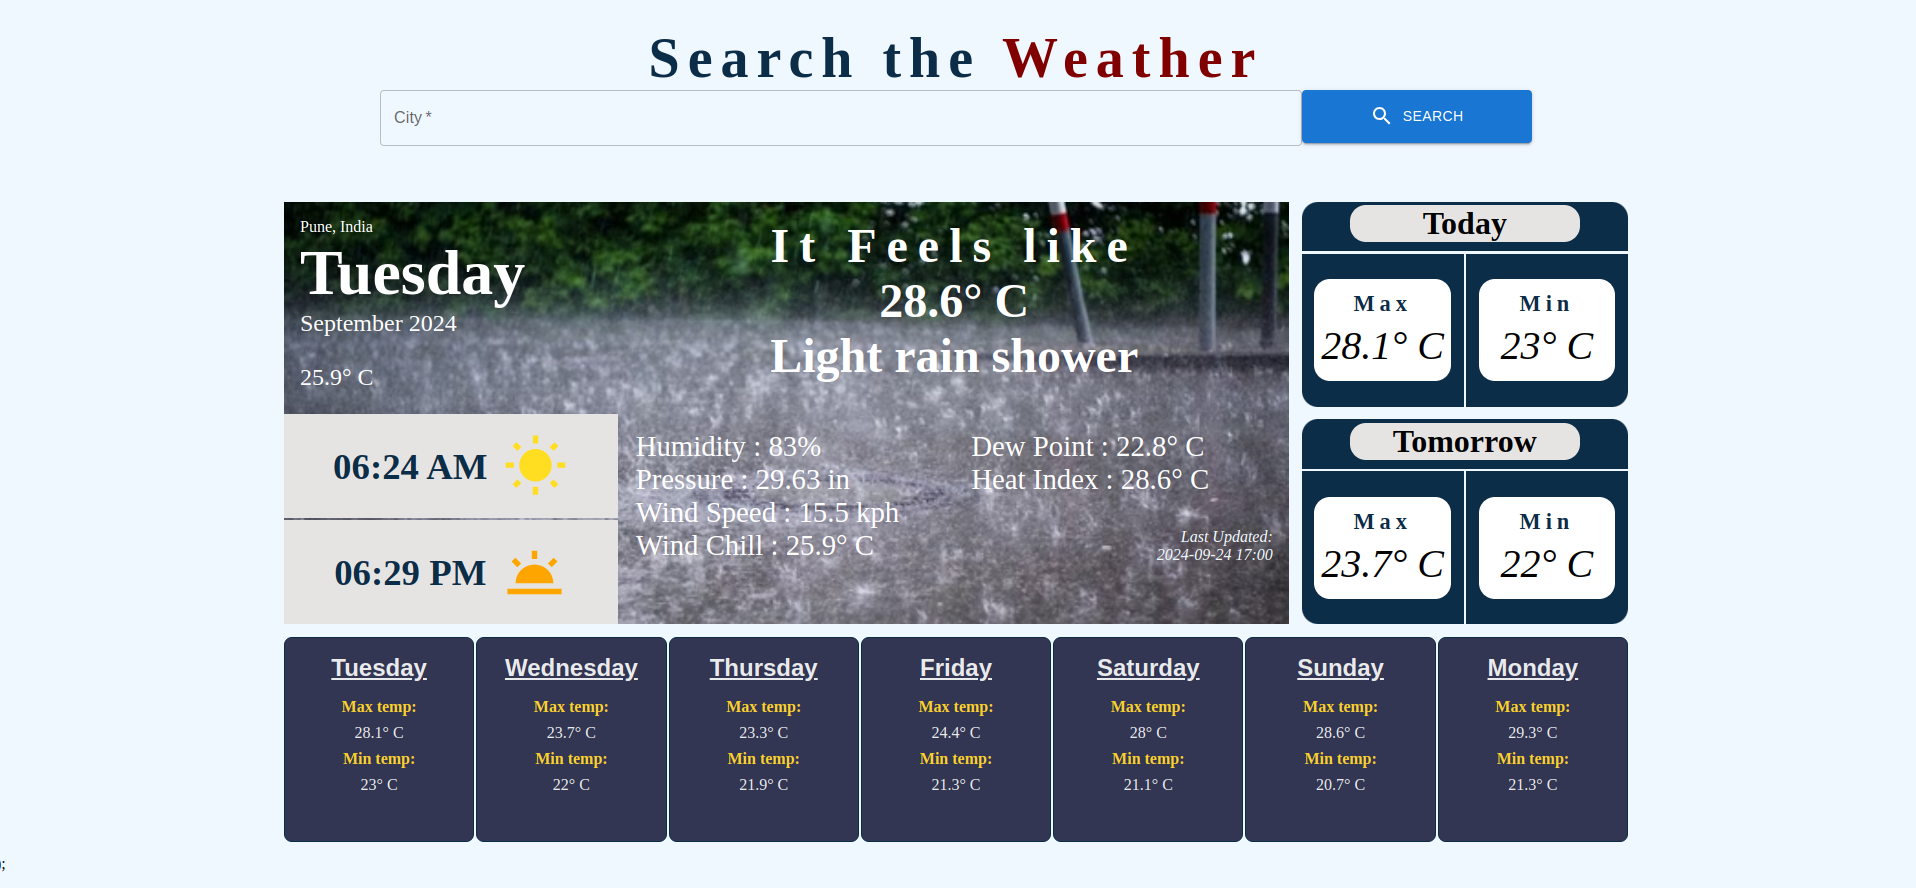 Search the Weather
City *
SEARCH
Pune, India
Tuesday
September 2024
25.9° C
It Feels like
28.6° C
Light rain shower
06:24 AM
06:29 PM
Humidity : 83%
Pressure : 29.63 in
Wind Speed : 15.5 kph
Wind Chill : 25.9° C
Dew Point : 22.8° C
Heat Index : 28.6° C
Last Updated:
2024-09-24 17:00
Today
Max
28.1° C
Min
23° C
Tomorrow
Max
23.7° C
Min
22° C
Tuesday
Max temp:
28.1° C
Min temp:
23° C
Wednesday
Max temp:
23.7° C
Min temp:
22° C
Thursday
Max temp:
23.3° C
Min temp:
21.9° C
Friday
Max temp:
24.4° C
Min temp:
21.3° C
Saturday
Max temp:
28° C
Min temp:
21.1° C
Sunday
Max temp:
28.6° C
Min temp:
20.7° C
Monday
Max temp:
29.3° C
Min temp:
21.3° C
);